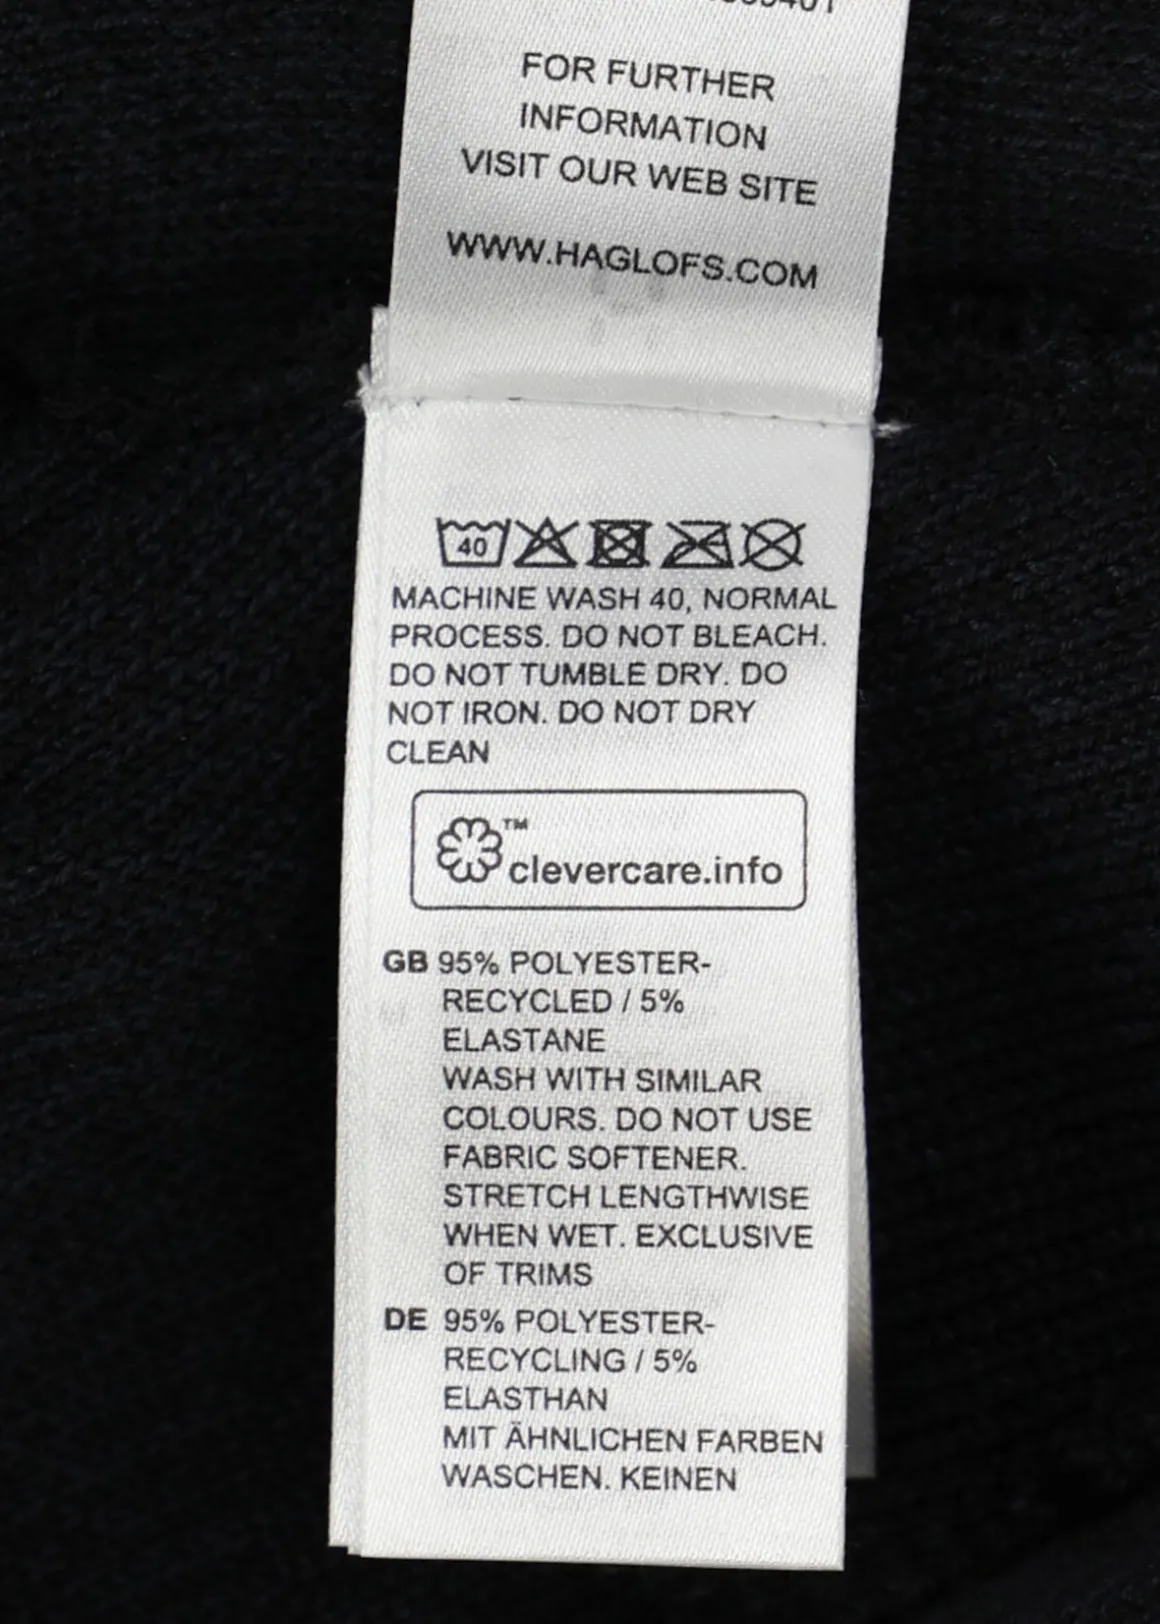 FOR FURTHER
INFORMATION
VISIT OUR WEB SITE
WWW.HAGLOFS.COM
40
MACHINE WASH 40, NORMAL
PROCESS. DO NOT BLEACH.
DO NOT TUMBLE DRY. DO
NOT IRON. DO NOT DRY
CLEAN
™
clevercare.info
GB 95% POLYESTER-
RECYCLED / 5%
ELASTANE
WASH WITH SIMILAR
COLOURS. DO NOT USE
FABRIC SOFTENER.
STRETCH LENGTHWISE
WHEN WET. EXCLUSIVE
OF TRIMS
DE 95% POLYESTER-
RECYCLING / 5%
ELASTHAN
MIT ÄHNLICHEN FARBEN
WASCHEN. KEINEN